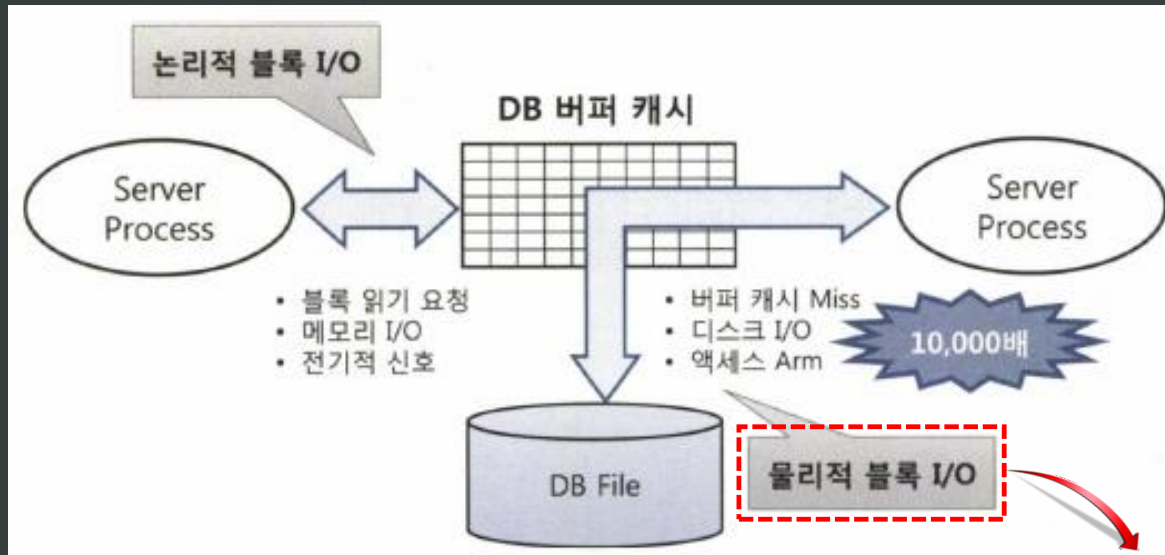 논리적 블록 I/O
DB 버퍼 캐시
Server
Process
Server
Process
• 블록 읽기 요청
• 메모리 I/O
• 전기적 신호
• 버퍼 캐시 Miss
• 디스크 I/O
• 액세스 Arm
10,000배
DB File
물리적 블록 I/O